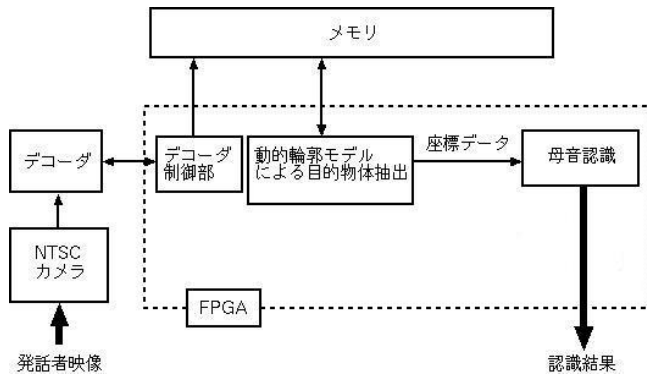 メモリ
デコーダ
デコーダ
制御部
動的輪郭モデル
による目的物体抽出
座標データ
母音認識
NTSC
カメラ
FPGA
発話者映像
認識結果